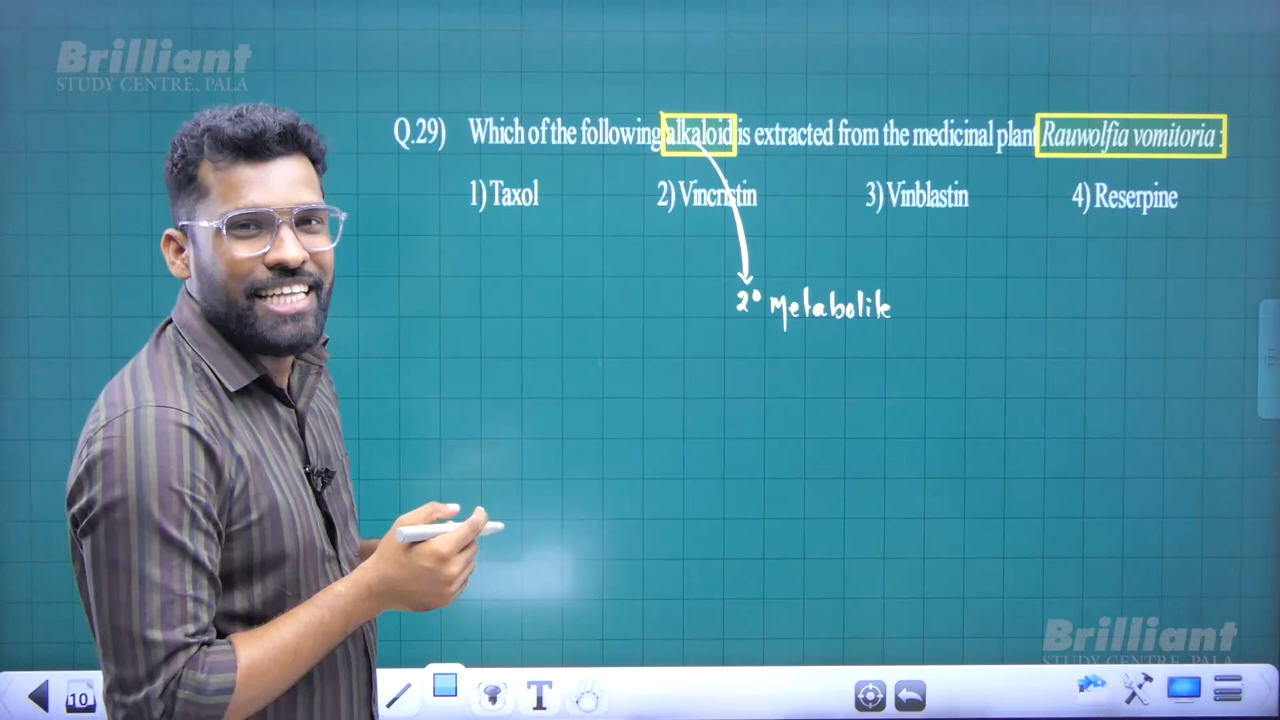 Brilliant
STUDY CENTRE, PALA
Q.29) Which of the following alkaloid is extracted from the medicinal plant Rauwolfia vomitoria :
1) Taxol 2) Vincristin 3) Vinblastin 4) Reserpine
2° Metabolite
Brilliant
STUDY CENTRE, PALA
10 T